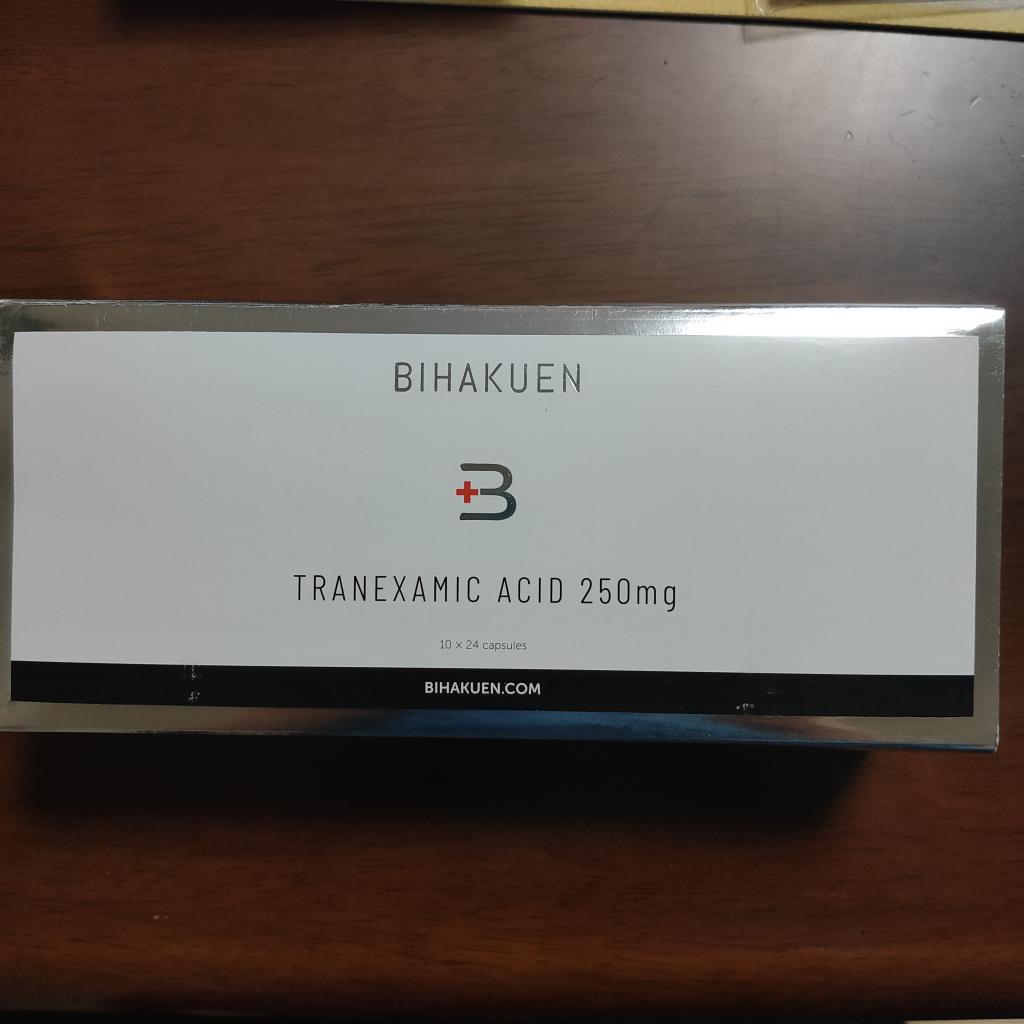 BIHAKUEN
B
TRANEXAMIC ACID 250mg
10 × 24 capsules
BIHAKUEN.COM